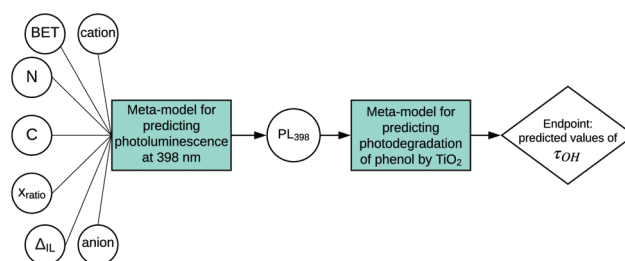 BET
cation
N
C
xratio
ΔIL
anion
Meta-model for
predicting
photoluminescence
at 398 nm
PL398
Meta-model for
predicting
photodegradation
of phenol by TiO2
Endpoint:
predicted values of
τOH